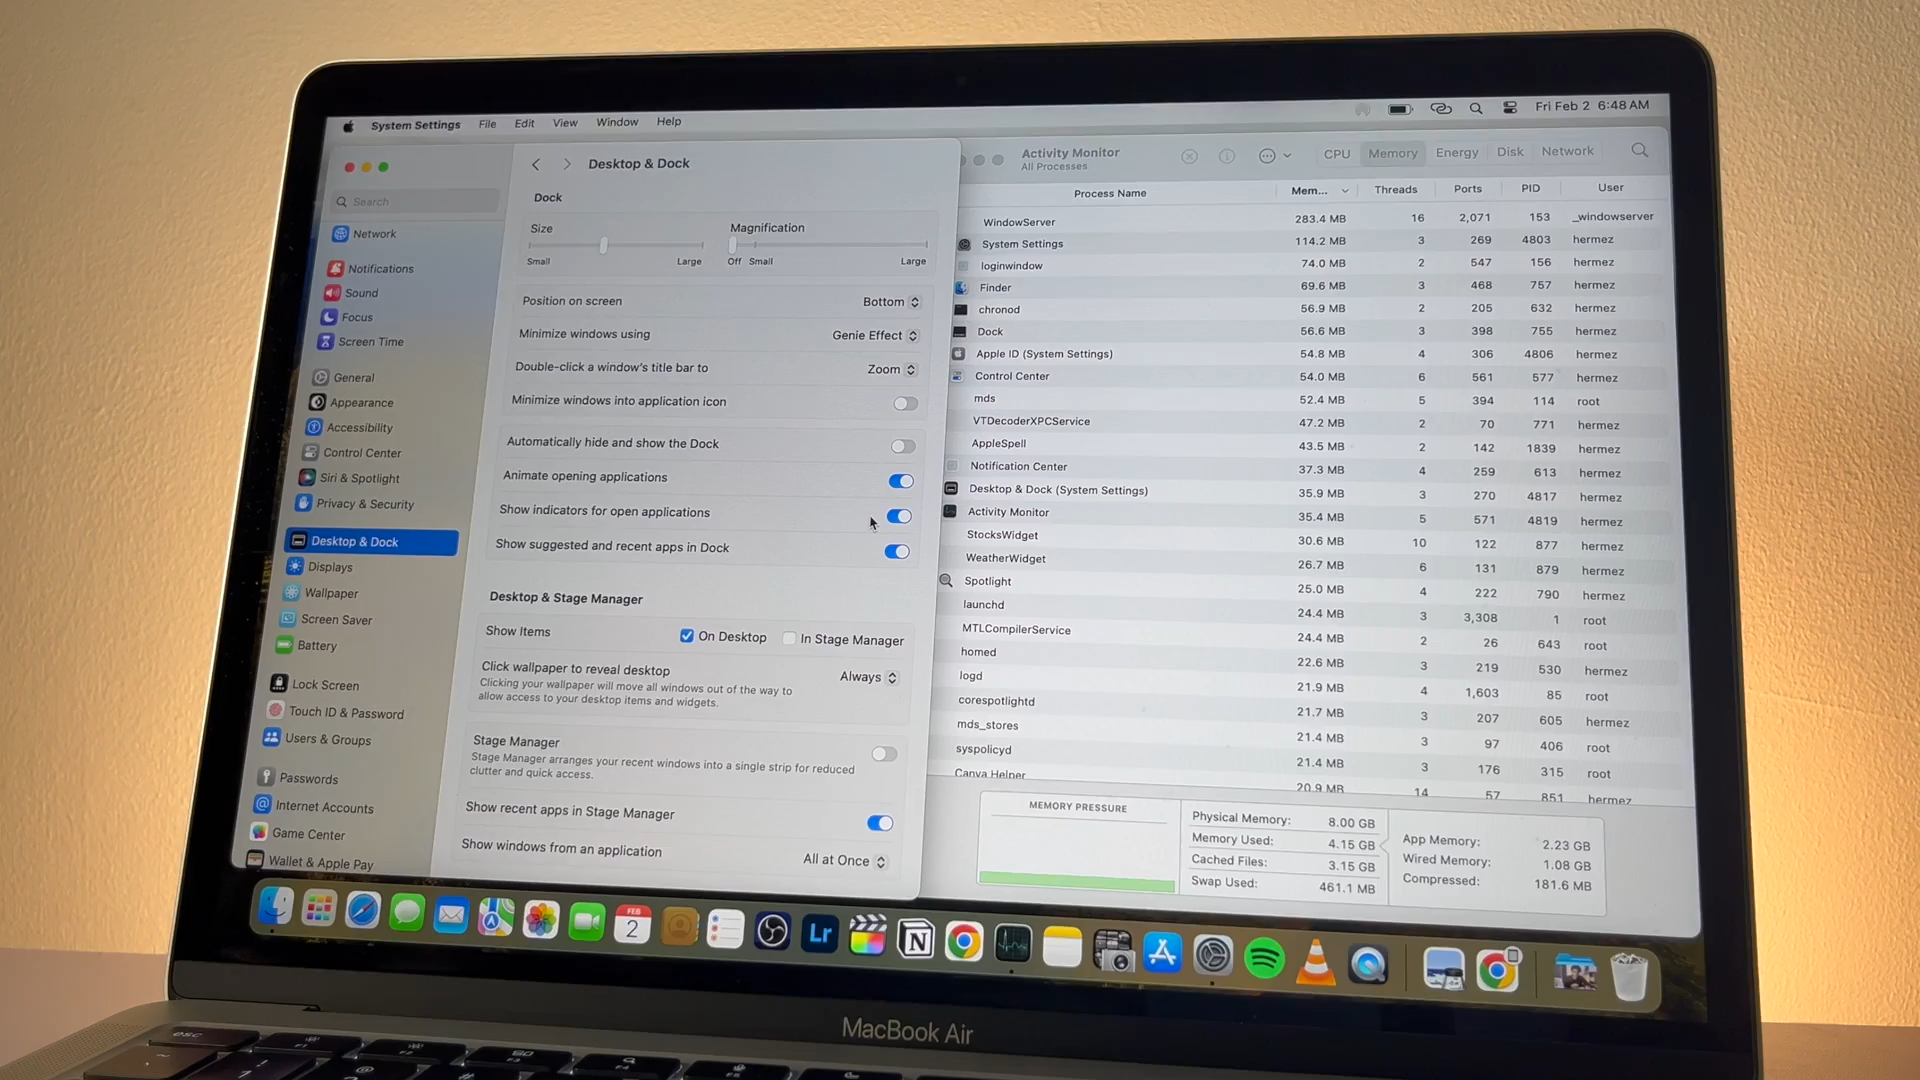 System Settings File Edit View Window Help
Fri Feb 2 6:48 AM
Search
Network
Notifications
Sound
Focus
Screen Time
General
Appearance
Accessibility
Control Center
Siri & Spotlight
Privacy & Security
Desktop & Dock
Displays
Wallpaper
Screen Saver
Battery
Lock Screen
Touch ID & Password
Users & Groups
Passwords
Internet Accounts
Game Center
Wallet & Apple Pay
Desktop & Dock
Dock
Size Magnification
Small Large Off Small Large
Position on screen Bottom
Minimize windows using Genie Effect
Double-click a window's title bar to Zoom
Minimize windows into application icon
Automatically hide and show the Dock
Animate opening applications
Show indicators for open applications
Show suggested and recent apps in Dock
Desktop & Stage Manager
Show Items On Desktop In Stage Manager
Click wallpaper to reveal desktop Always
Clicking your wallpaper will move all windows out of the way to
allow access to your desktop items and widgets.
Stage Manager
Stage Manager arranges your recent windows into a single strip for reduced
clutter and quick access.
Show recent apps in Stage Manager
Show windows from an application All at Once
Activity Monitor
All Processes
CPU Memory Energy Disk Network
Process Name Mem... Threads Ports PID User
WindowServer 283.4 MB 16 2,071 153 _windowserver
System Settings 114.2 MB 3 269 4803 hermez
loginwindow 74.0 MB 2 547 156 hermez
Finder 69.6 MB 3 468 757 hermez
chronod 56.9 MB 2 205 632 hermez
Dock 56.6 MB 3 398 755 hermez
Apple ID (System Settings) 54.8 MB 4 306 4806 hermez
Control Center 54.0 MB 6 561 577 hermez
mds 52.4 MB 5 394 114 root
VTDecoderXPCService 47.2 MB 2 70 771 hermez
AppleSpell 43.5 MB 2 142 1839 hermez
Notification Center 37.3 MB 4 259 613 hermez
Desktop & Dock (System Settings) 35.9 MB 3 270 4817 hermez
Activity Monitor 35.4 MB 5 571 4819 hermez
StocksWidget 30.6 MB 10 122 877 hermez
WeatherWidget 26.7 MB 6 131 879 hermez
Spotlight 25.0 MB 4 222 790 hermez
launchd 24.4 MB 3 3,308 1 root
MTLCompilerService 24.4 MB 2 26 643 root
homed 22.6 MB 3 219 530 hermez
logd 21.9 MB 4 1,603 85 root
corespotlightd 21.7 MB 3 207 605 hermez
mds_stores 21.4 MB 3 97 406 root
syspolicyd 21.4 MB 3 176 315 root
Canva Helper 20.9 MB 14 57 851 hermez
MEMORY PRESSURE
Physical Memory: 8.00 GB
Memory Used: 4.15 GB
Cached Files: 3.15 GB
Swap Used: 461.1 MB
App Memory: 2.23 GB
Wired Memory: 1.08 GB
Compressed: 181.6 MB
FEB
2
Lr
N
MacBook Air
esc
F1
F2
F3
F4
F5
~
!
1
@
#